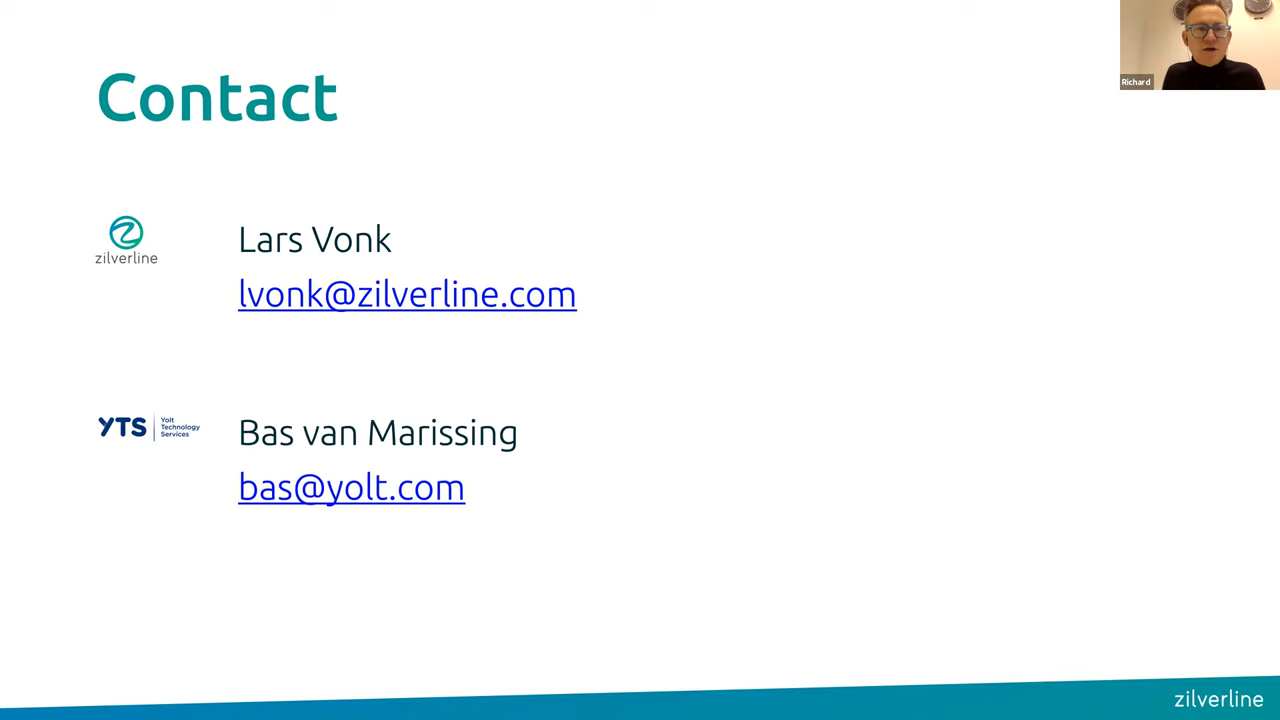 Richard
Contact
zilverline
Lars Vonk
lvonk@zilverline.com
YTS
Yolt
Technology
Services
Bas van Marissing
bas@yolt.com
zilverline